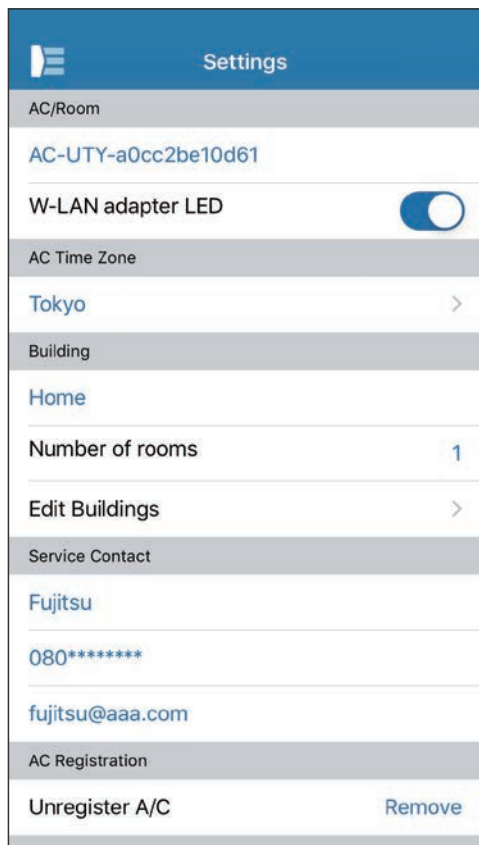 Settings
AC/Room
AC-UTY-a0cc2be10d61
W-LAN adapter LED
AC Time Zone
Tokyo
Building
Home
Number of rooms 1
Edit Buildings
Service Contact
Fujitsu
080********
fujitsu@aaa.com
AC Registration
Unregister A/C Remove